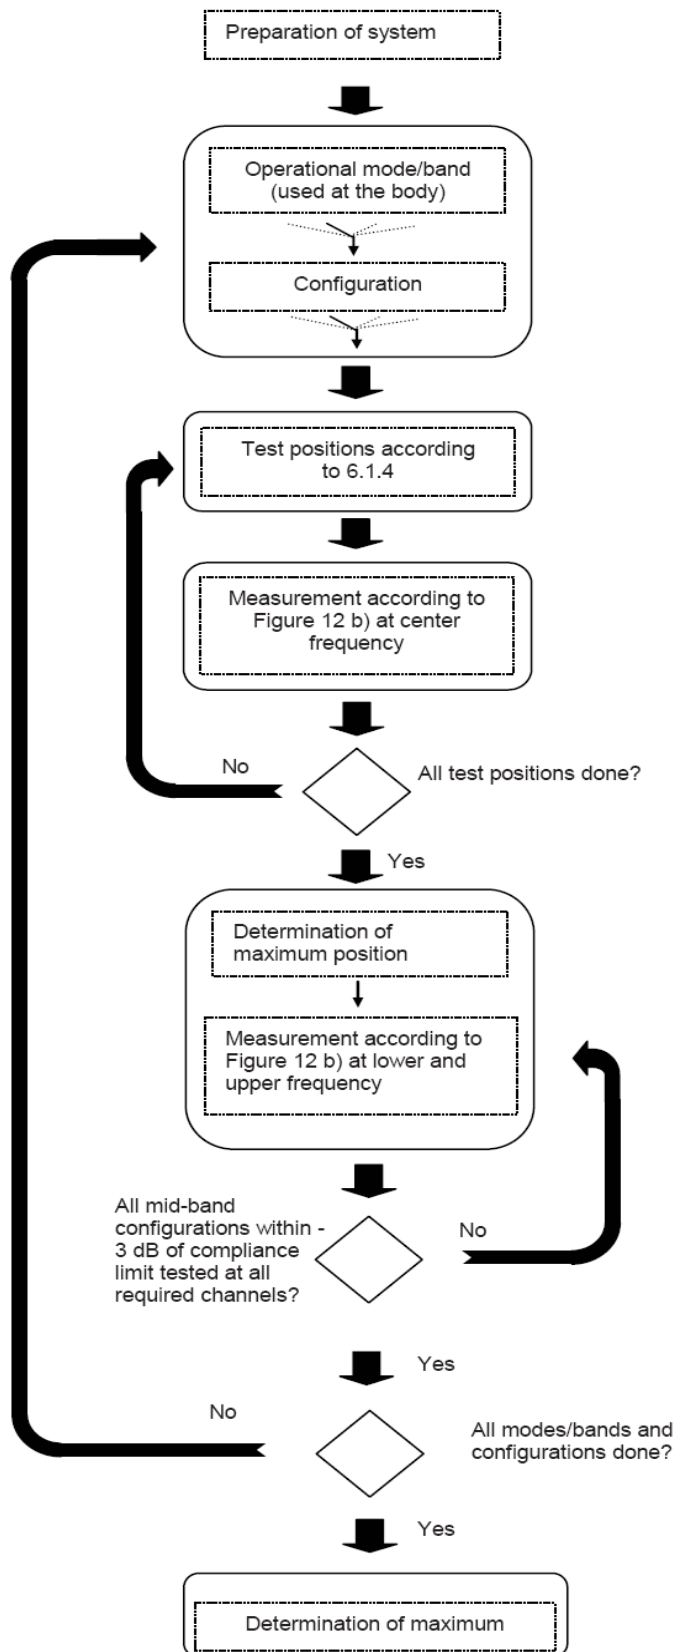 Preparation of system
Operational mode/band
(used at the body)
Configuration
Test positions according
to 6.1.4
Measurement according to
Figure 12 b) at center
frequency
No
All test positions done?
Yes
Determination of
maximum position
Measurement according to
Figure 12 b) at lower and
upper frequency
All mid-band
configurations within -
3 dB of compliance
limit tested at all
required channels?
No
Yes
No
All modes/bands and
configurations done?
Yes
Determination of maximum